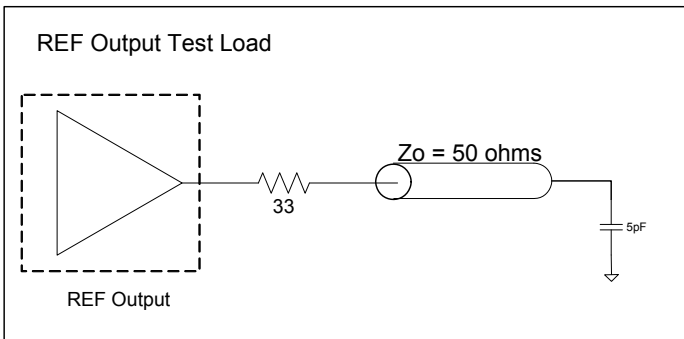 REF Output Test Load
Zo = 50 ohms
33
5pF
REF Output